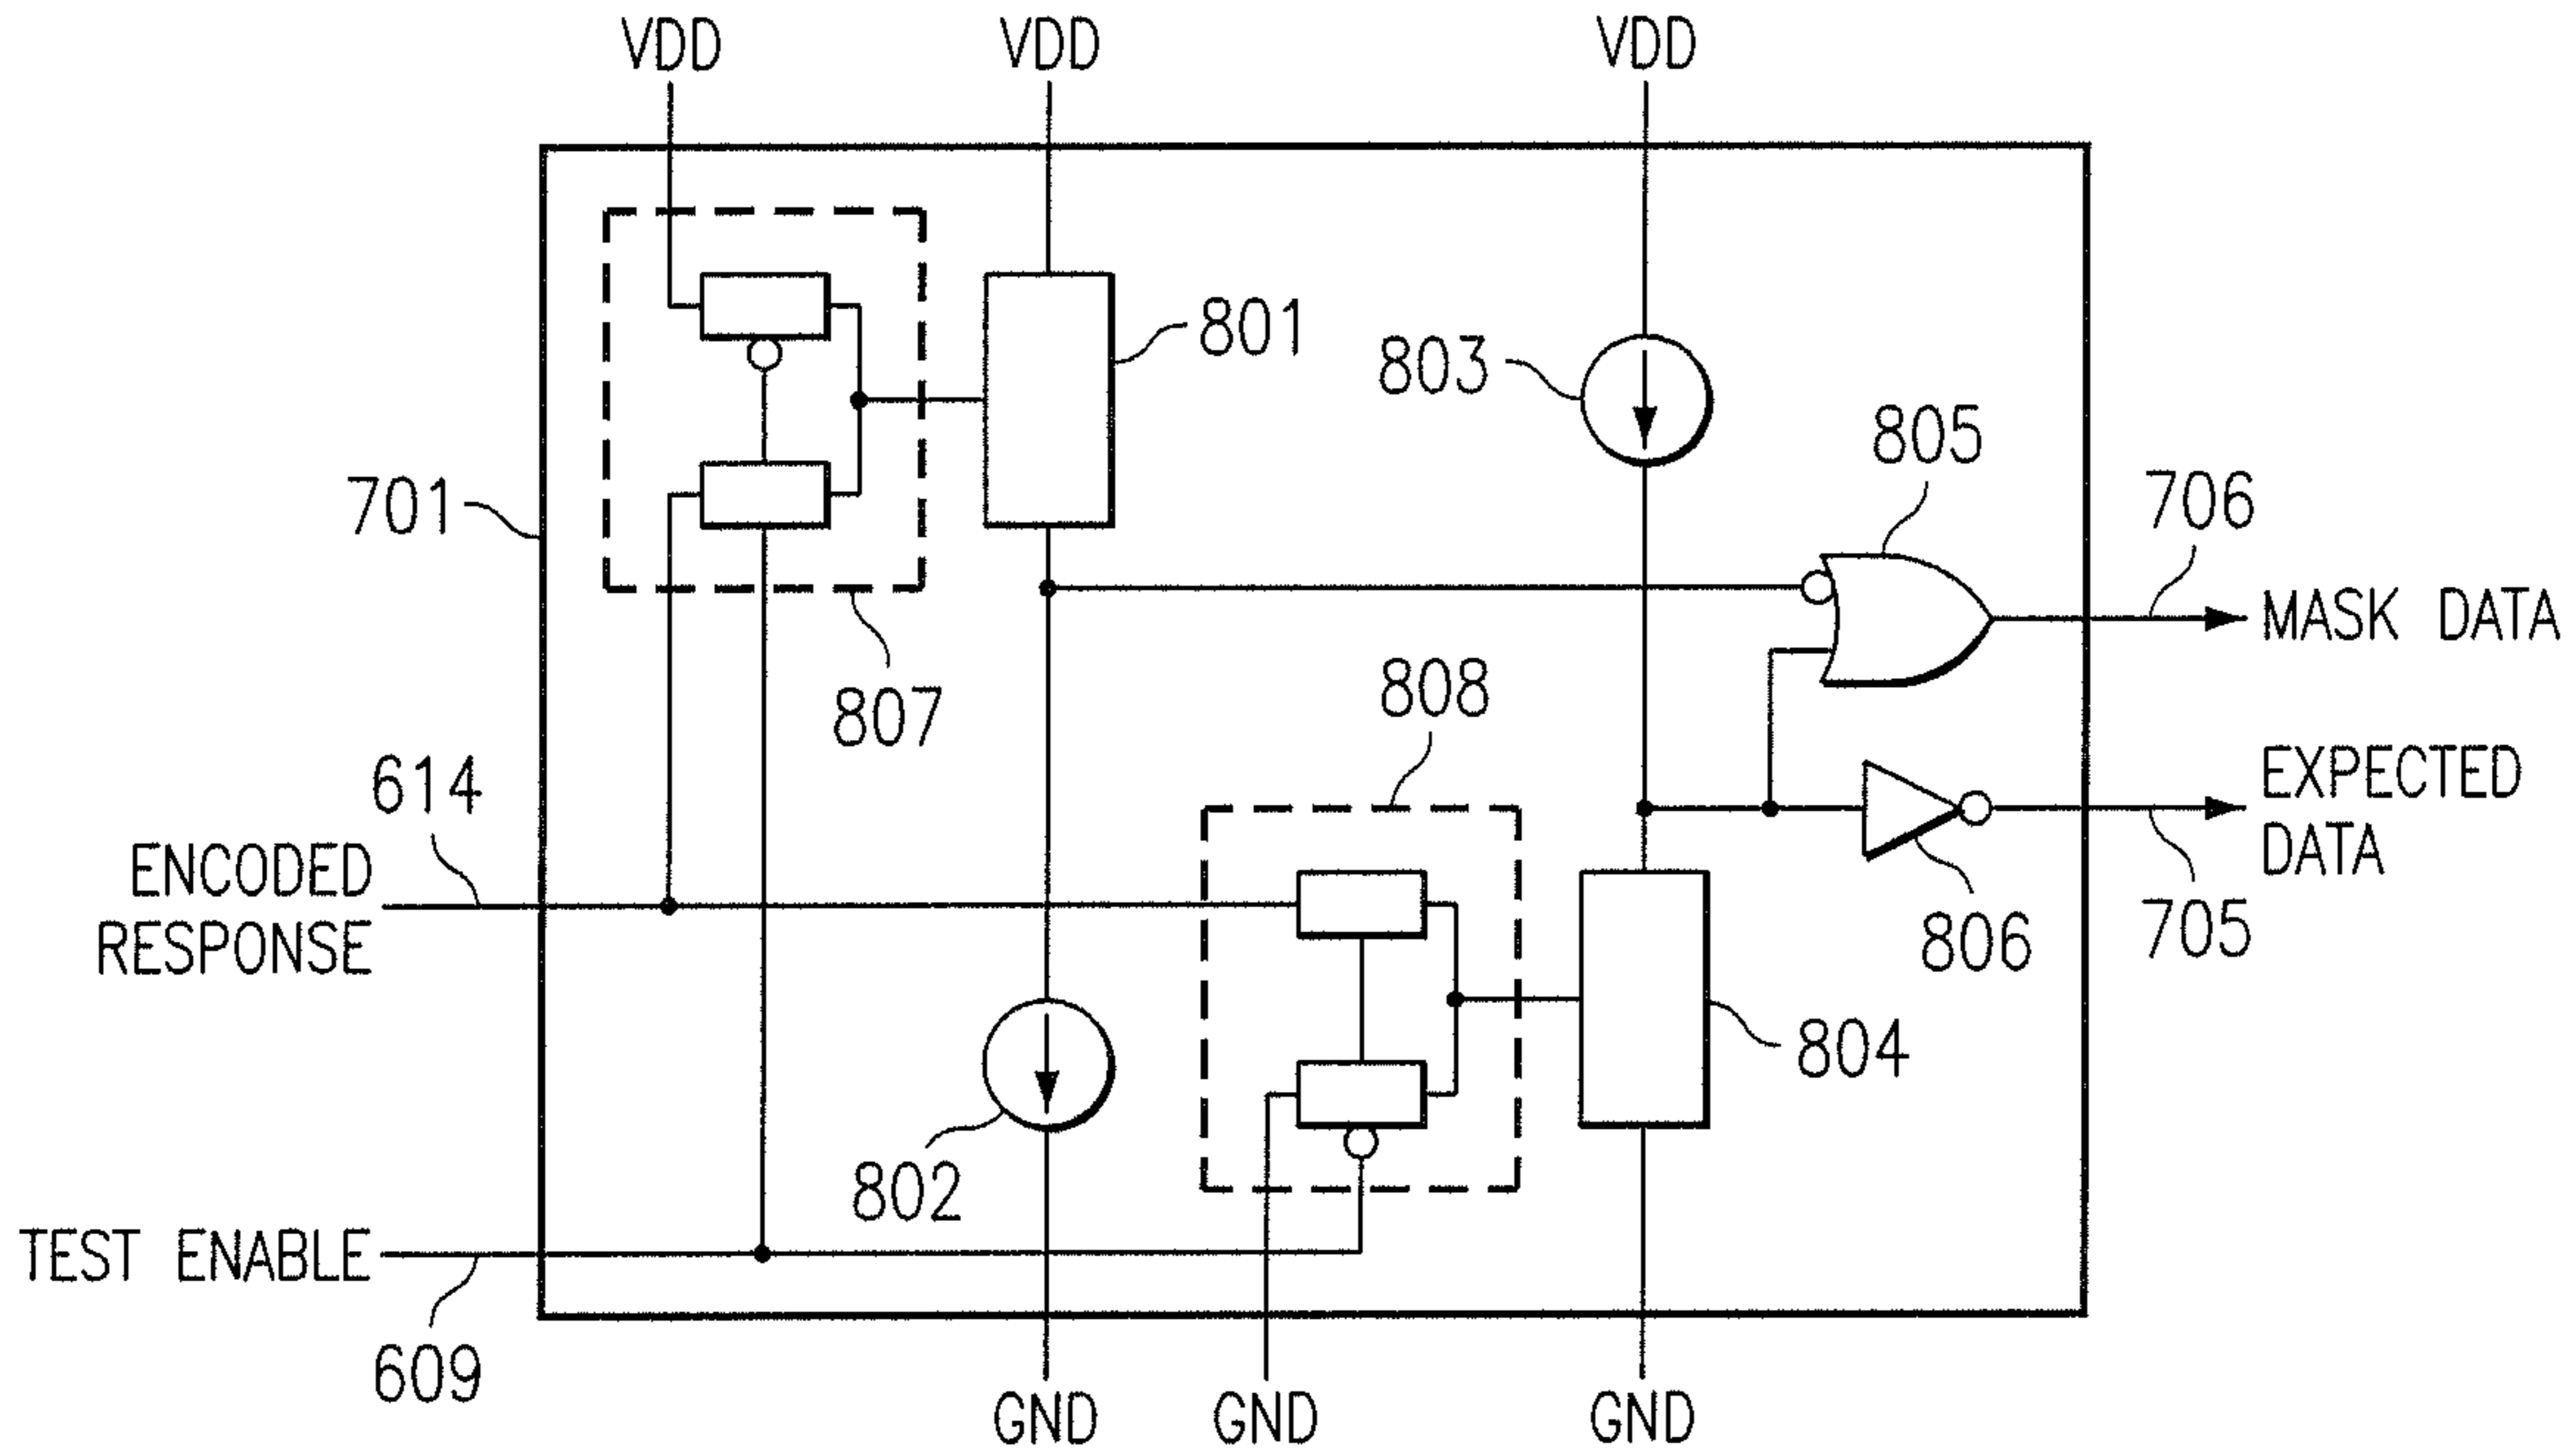 VDD VDD VDD
801
803
805
701
706
MASK DATA
807
808
614
ENCODED
RESPONSE
EXPECTED
DATA
806
705
804
802
TEST ENABLE
609
GND GND GND